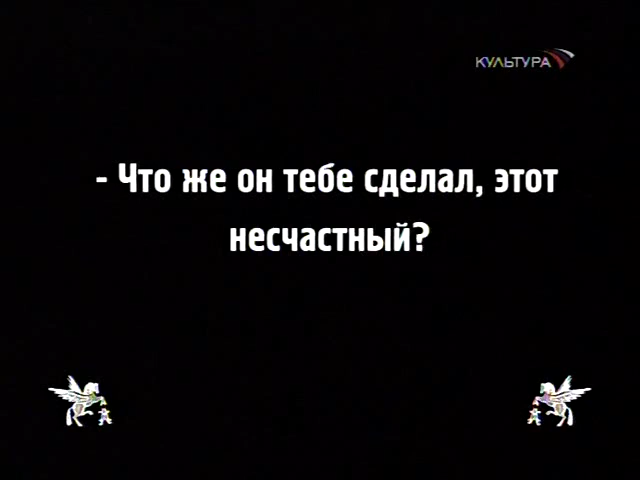 КУЛЬТУРА
- Что же он тебе сделал, этот
несчастный?